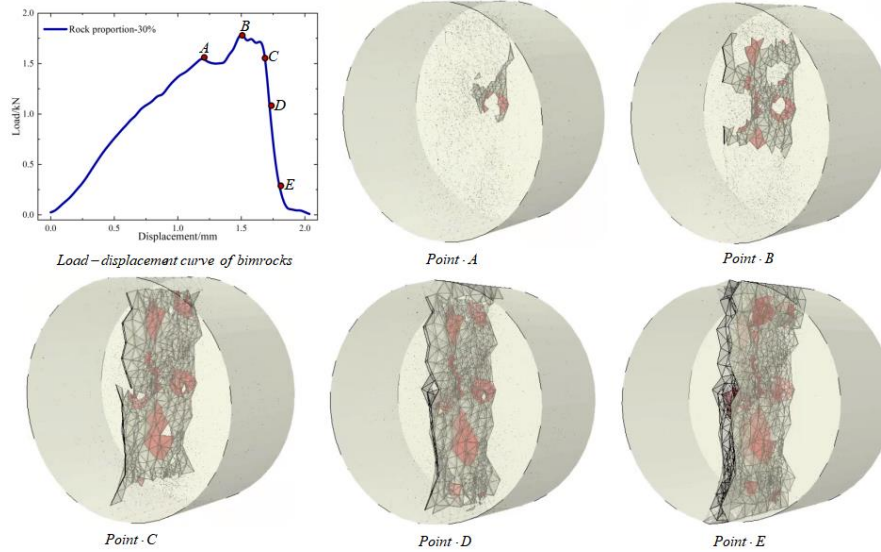 2.0
1.5
1.0
0.5
0.0
Load/kN
Rock proportion-30%
A
B
C
D
E
0.0 0.5 1.0 1.5 2.0
Displacement/mm
Load–displacement curve of bimrocks
Point · A
Point · B
Point · C
Point · D
Point · E